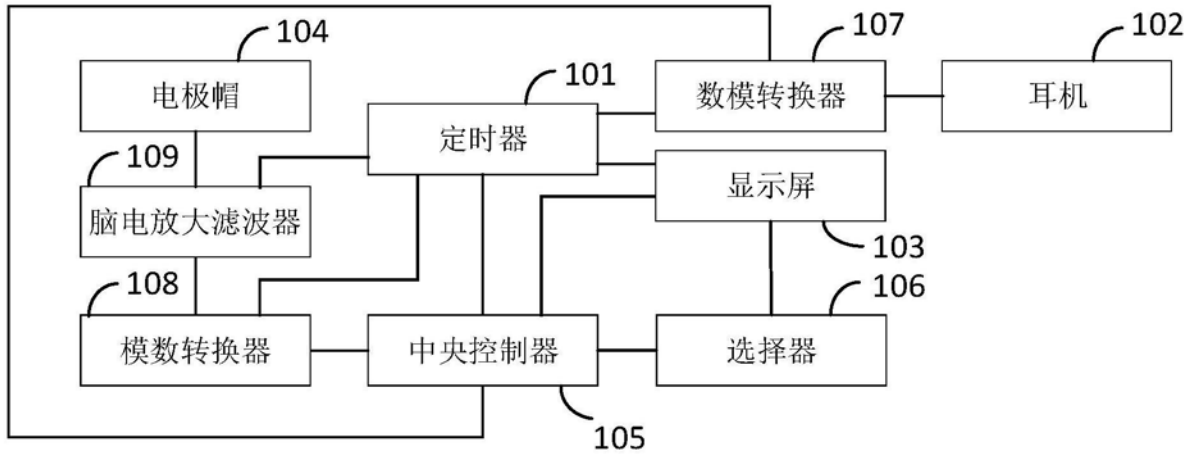 104
电极帽
101
定时器
107
数模转换器
102
耳机
109
脑电放大滤波器
显示屏
103
108
模数转换器
中央控制器
105
106
选择器